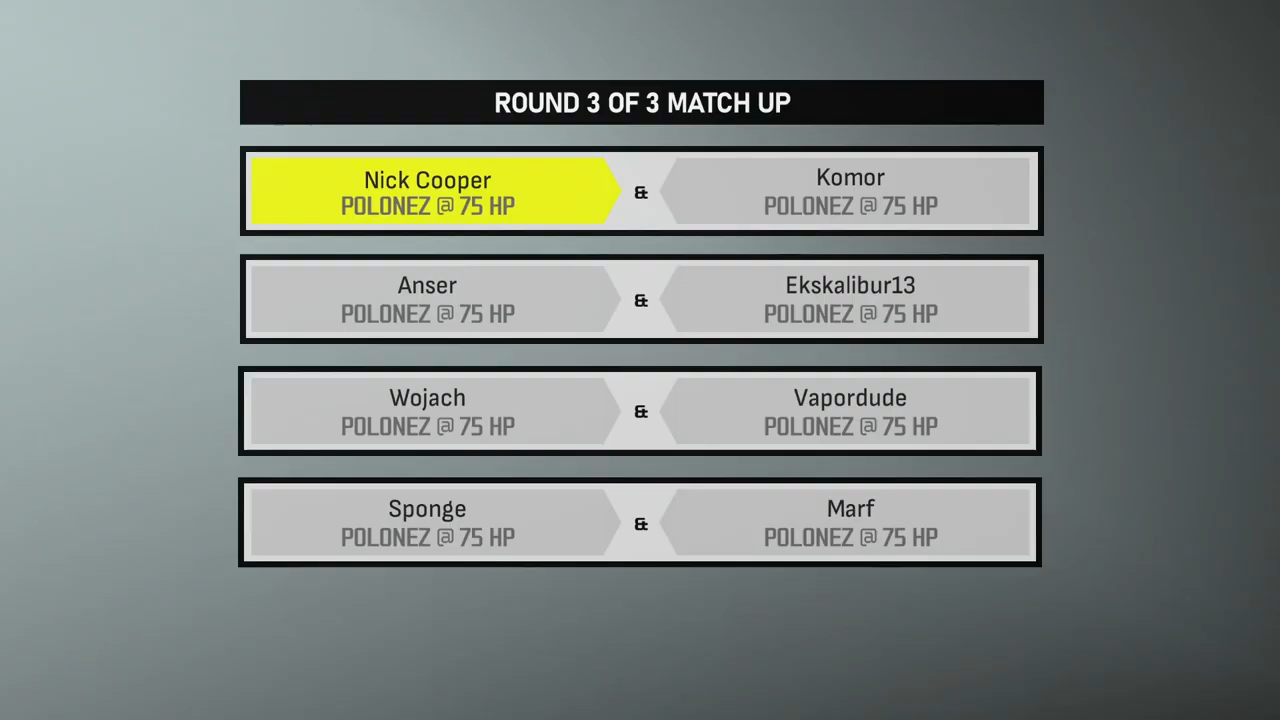 ROUND 3 OF 3 MATCH UP
Nick Cooper
POLONEZ @ 75 HP
&
Komor
POLONEZ @ 75 HP
Anser
POLONEZ @ 75 HP
&
Ekskalibur13
POLONEZ @ 75 HP
Wojach
POLONEZ @ 75 HP
&
Vapordude
POLONEZ @ 75 HP
Sponge
POLONEZ @ 75 HP
&
Marf
POLONEZ @ 75 HP